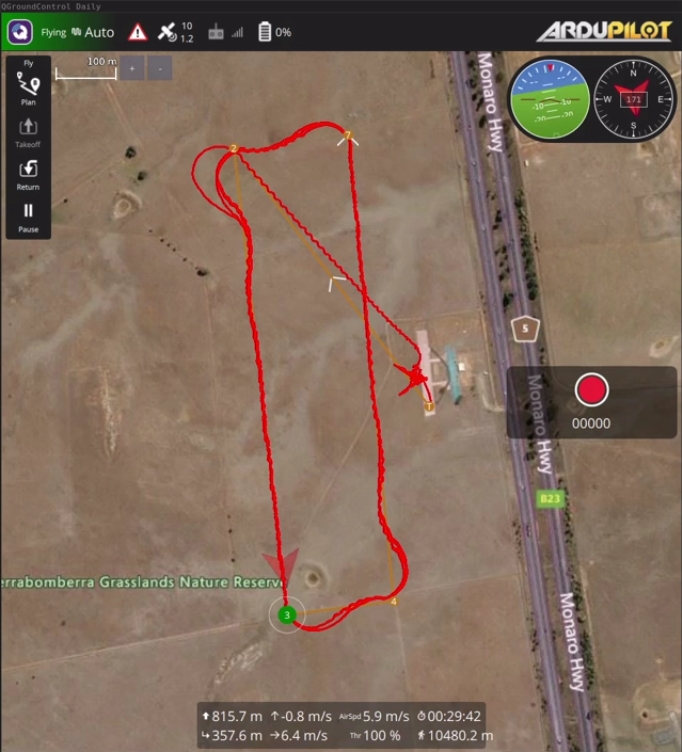 QGroundControl Daily
Flying Auto 10 1.2 0% ARDUPILOT
Fly
Plan
Takeoff
Return
Pause
100 m
+ -
-10 -10
-20 -20
N
W 171 E
S
Monaro Hwy
2
7
5
T
00000
Monaro Hwy
B23
errabomberra Grasslands Nature Reserve
3
4
Monaro Hwy
815.7 m -0.8 m/s AirSpd 5.9 m/s 00:29:42
357.6 m 6.4 m/s Thr 100 % 10480.2 m